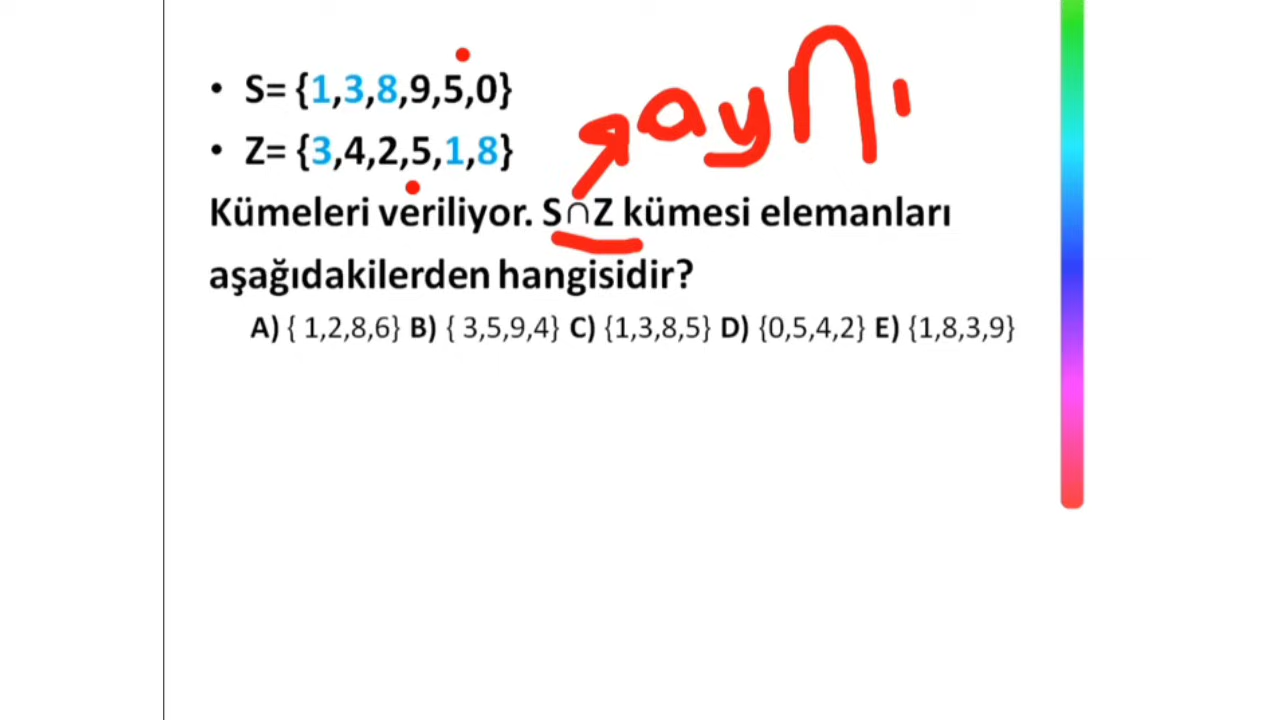 • S= {1,3,8,9,5,0}
aynı
• Z= {3,4,2,5,1,8}
Kümeleri veriliyor. S∩Z kümesi elemanları
aşağıdakilerden hangisidir?
A) { 1,2,8,6} B) { 3,5,9,4} C) {1,3,8,5} D) {0,5,4,2} E) {1,8,3,9}